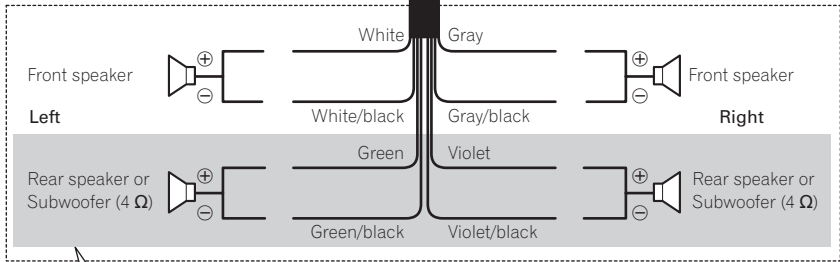 White
Gray
⊕
⊕
Front speaker
Front speaker
⊖
⊖
Left
White/black
Gray/black
Right
Green
Violet
⊕
⊕
Rear speaker or
Subwoofer (4 Ω)
Rear speaker or
Subwoofer (4 Ω)
⊖
⊖
Green/black
Violet/black